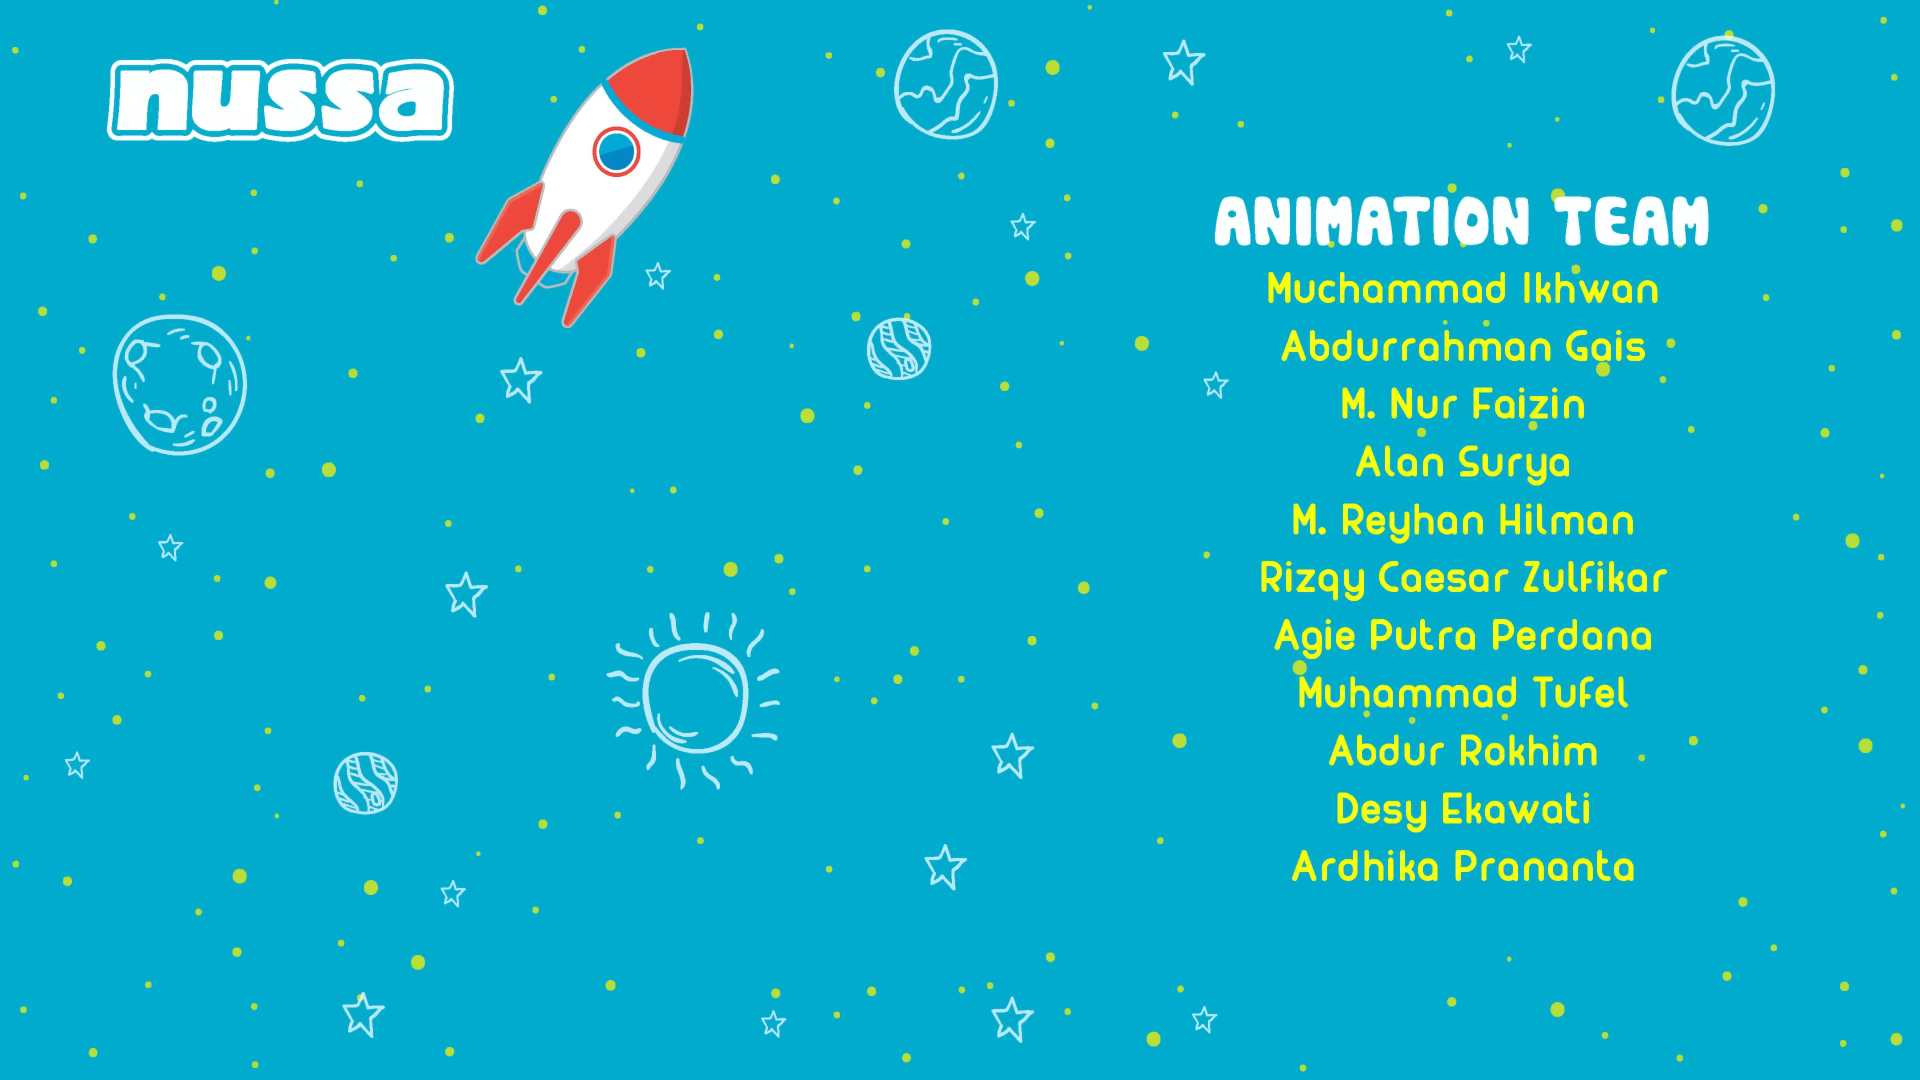 nussa
ANIMATION TEAM
Muchammad Ikhwan
Abdurrahman Gais
M. Nur Faizin
Alan Surya
M. Reyhan Hilman
Rizqy Caesar Zulfikar
Agie Putra Perdana
Muhammad Tufel
Abdur Rokhim
Desy Ekawati
Ardhika Prananta